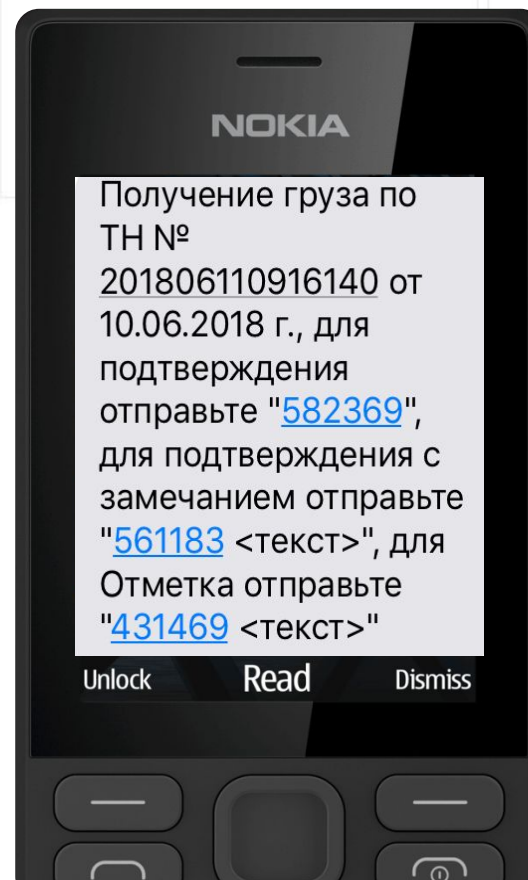 NOKIA
Получение груза по
ТН №
201806110916140 от
10.06.2018 г., для
подтверждения
отправьте "582369",
для подтверждения с
замечанием отправьте
"561183 <текст>", для
Отметка отправьте
"431469 <текст>"
Unlock Read Dismiss